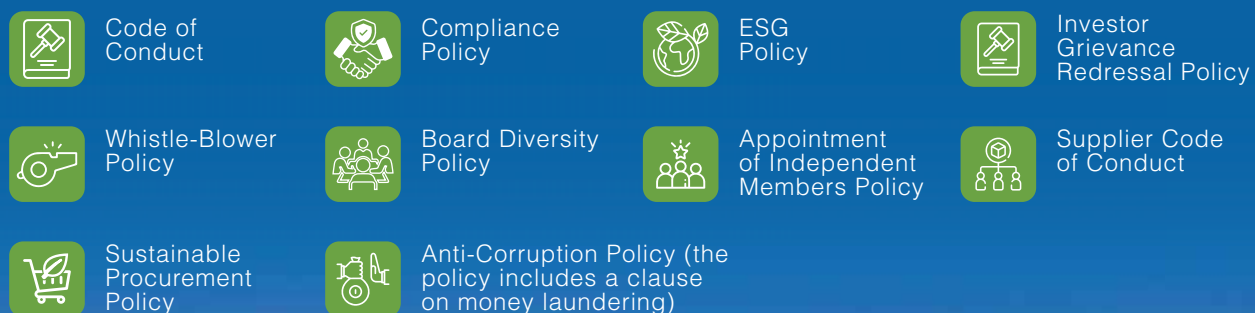 Code of
Conduct
Compliance
Policy
ESG
Policy
Investor
Grievance
Redressal Policy
Whistle-Blower
Policy
Board Diversity
Policy
Appointment
of Independent
Members Policy
Supplier Code
of Conduct
Sustainable
Procurement
Policy
Anti-Corruption Policy (the
policy includes a clause
on money laundering)